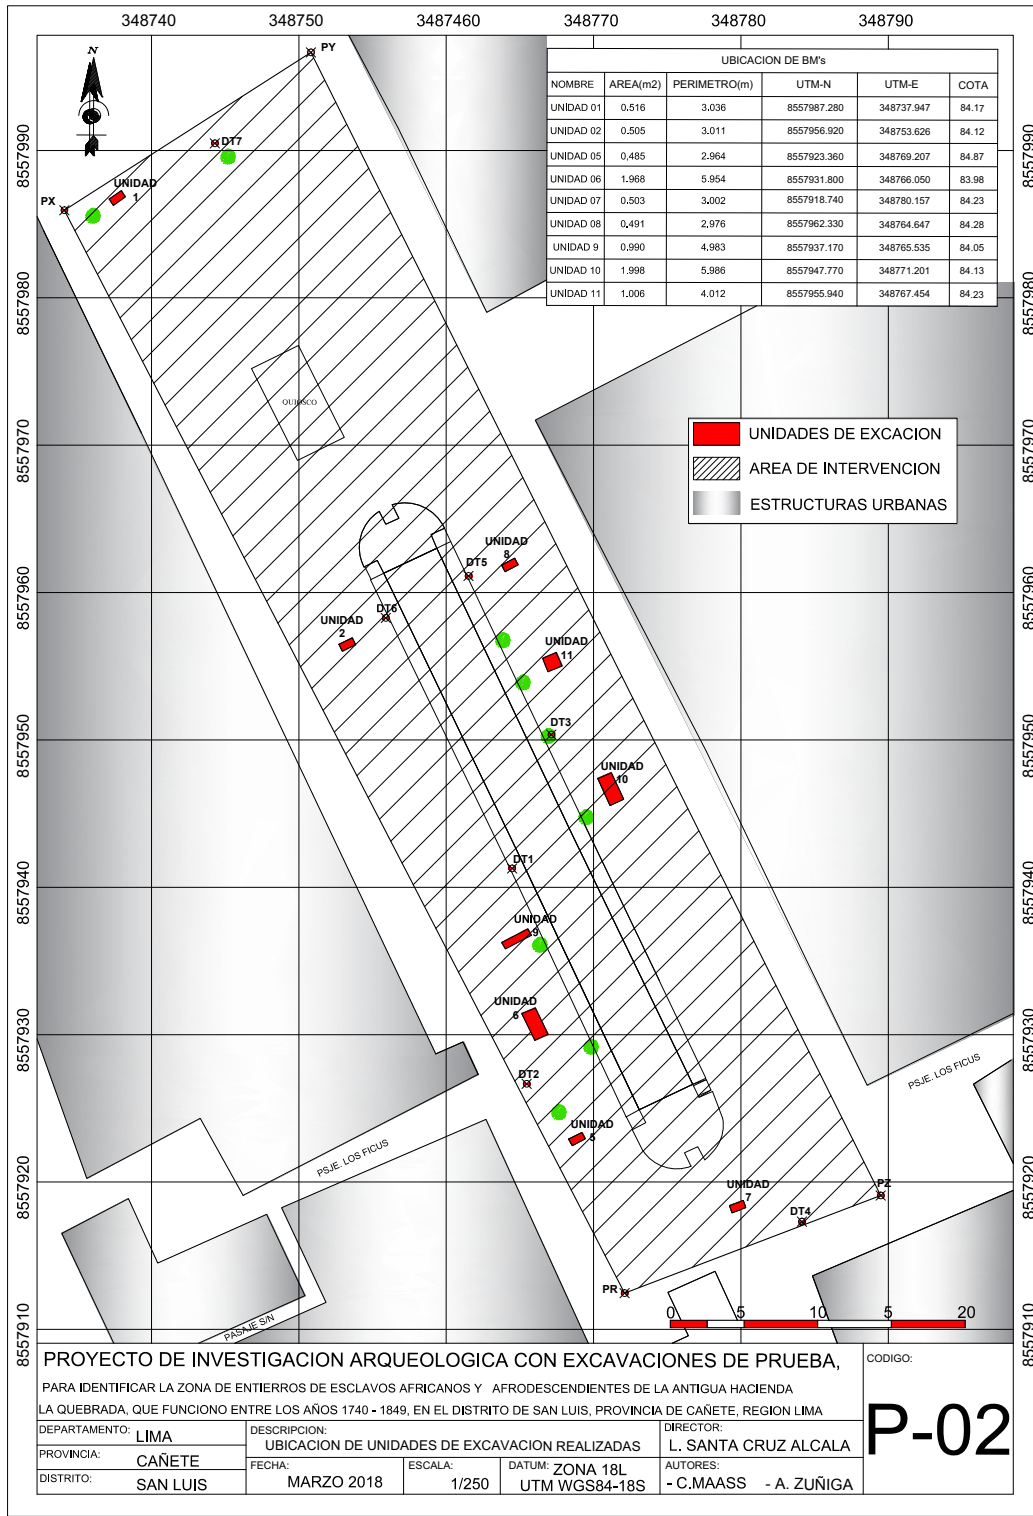 348740 348750 348760 348770 348780 348790
N
PY
UBICACION DE BM's
NOMBRE AREA(m2) PERIMETRO(m) UTM-N UTM-E COTA
UNIDAD 01 0.516 3.036 8557987.280 348737.947 84.17
UNIDAD 02 0.505 3.011 8557956.920 348753.626 84.12
UNIDAD 05 0.485 2.964 8557923.360 348769.207 84.87
UNIDAD 06 1.968 5.954 8557931.800 348766.050 83.98
UNIDAD 07 0.503 3.002 8557918.740 348780.157 84.23
UNIDAD 08 0.491 2.976 8557962.330 348764.647 84.28
UNIDAD 9 0.990 4.983 8557937.170 348765.535 84.05
UNIDAD 10 1.998 5.986 8557947.770 348771.201 84.13
UNIDAD 11 1.006 4.012 8557955.940 348767.454 84.23
8557990 8557990
DT7
UNIDAD
1
PX
8557980 8557980
QUIOSCO
UNIDADES DE EXCACION
AREA DE INTERVENCION
ESTRUCTURAS URBANAS
8557970 8557970
UNIDAD
8
DT5
8557960 8557960
DT6
UNIDAD
2
UNIDAD
11
DT3
8557950 8557950
UNIDAD
10
DT1
8557940 8557940
UNIDAD
9
UNIDAD
6
8557930 8557930
DT2
PSJE. LOS FICUS
UNIDAD
5
PSJE. LOS FICUS
8557920 8557920
UNIDAD
7
PZ
DT4
PR
PASAJE S/N
0 5 10 5 20
8557910 8557910
PROYECTO DE INVESTIGACION ARQUEOLOGICA CON EXCAVACIONES DE PRUEBA,
PARA IDENTIFICAR LA ZONA DE ENTIERROS DE ESCLAVOS AFRICANOS Y AFRODESCENDIENTES DE LA ANTIGUA HACIENDA
LA QUEBRADA, QUE FUNCIONO ENTRE LOS AÑOS 1740 - 1849, EN EL DISTRITO DE SAN LUIS, PROVINCIA DE CAÑETE, REGION LIMA
CODIGO:
P-02
DEPARTAMENTO: LIMA
PROVINCIA: CAÑETE
DISTRITO: SAN LUIS
DESCRIPCION:
UBICACION DE UNIDADES DE EXCAVACION REALIZADAS
FECHA:
MARZO 2018
ESCALA:
1/250
DATUM: ZONA 18L
UTM WGS84-18S
DIRECTOR:
L. SANTA CRUZ ALCALA
AUTORES:
- C.MAASS - A. ZUÑIGA